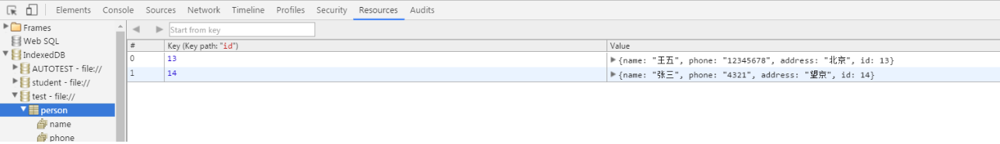 Elements Console Sources Network Timeline Profiles Security Resources Audits
Frames
Start from key
Web SQL
# Key (Key path: "id") Value
IndexedDB
0 13 {name: "王五", phone: "12345678", address: "北京", id: 13}
AUTOTEST - file://
1 14 {name: "张三", phone: "4321", address: "望京", id: 14}
student - file://
test - file://
person
name
phone